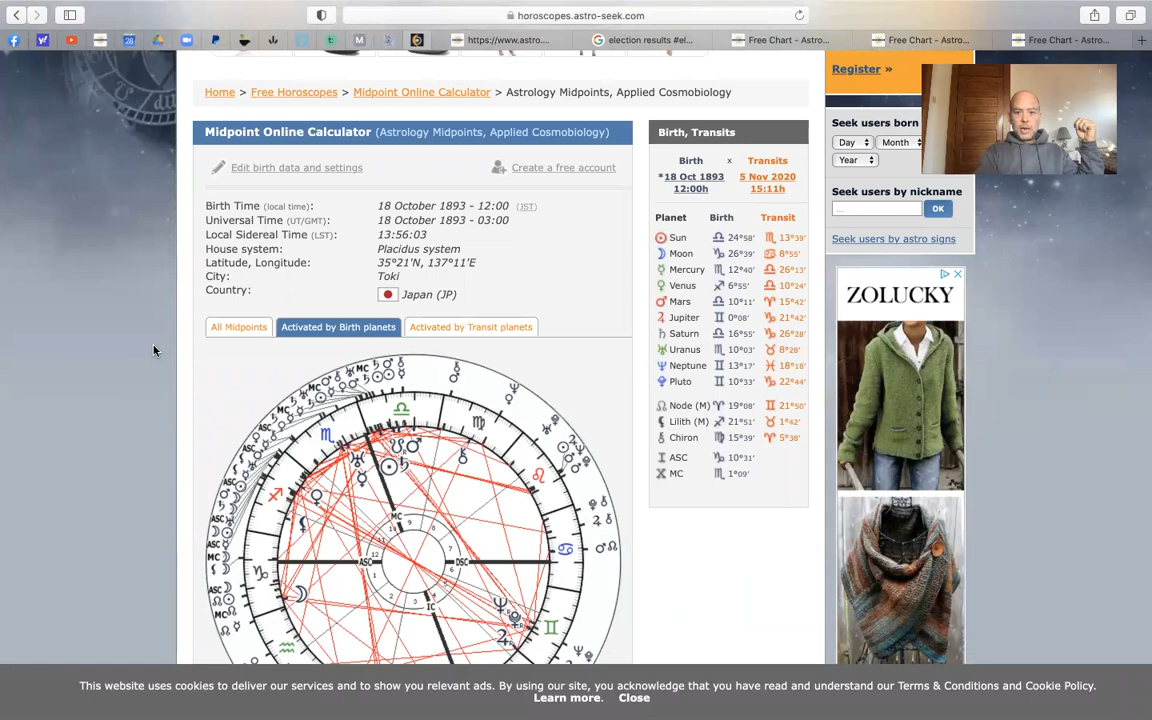 horoscopes.astro-seek.com
https://www.astro....
election results #el...
Free Chart - Astro...
Free Chart - Astro...
Free Chart - Astro...
Home > Free Horoscopes > Midpoint Online Calculator > Astrology Midpoints, Applied Cosmobiology
Midpoint Online Calculator (Astrology Midpoints, Applied Cosmobiology)
Edit birth data and settings
Create a free account
Birth Time (local time): 18 October 1893 - 12:00 (JST)
Universal Time (UT/GMT): 18 October 1893 - 03:00
Local Sidereal Time (LST): 13:56:03
House system: Placidus system
Latitude, Longitude: 35°21'N, 137°11'E
City: Toki
Country: Japan (JP)
All Midpoints
Activated by Birth planets
Activated by Transit planets
MC
ASC
DSC
IC
Birth, Transits
Birth x Transits
*18 Oct 1893 5 Nov 2020
12:00h 15:11h
Planet Birth Transit
Sun ♎ 24°58' ♏ 13°39'
Moon ♑ 26°39' ♋ 8°55'
Mercury ♏ 12°40' ♎ 26°13'
Venus ♐ 6°55' ♎ 10°24'
Mars ♎ 10°11' ♈ 15°42'
Jupiter ♊ 0°08' ♑ 21°42'
Saturn ♎ 16°55' ♑ 26°28'
Uranus ♏ 10°03' ♉ 8°28'
Neptune ♊ 13°17' ♓ 18°18'
Pluto ♊ 10°33' ♑ 22°44'
Node (M) ♈ 19°08' ♊ 21°50'
Lilith (M) ♐ 21°51' ♉ 1°42'
Chiron ♍ 15°39' ♈ 5°38'
ASC ♑ 10°31'
MC ♏ 1°09'
Register »
Seek users born
Day
Month
Year
Seek users by nickname
...
OK
Seek users by astro signs
ZOLUCKY
This website uses cookies to deliver our services and to show you relevant ads. By using our site, you acknowledge that you have read and understand our Terms & Conditions and Cookie Policy.
Learn more. Close